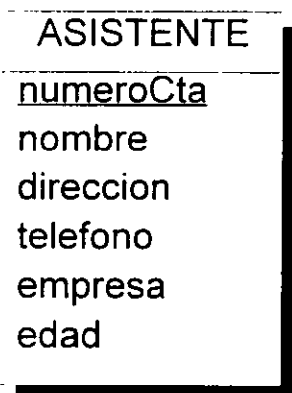 ASISTENTE
numeroCta
nombre
direccion
telefono
empresa
edad